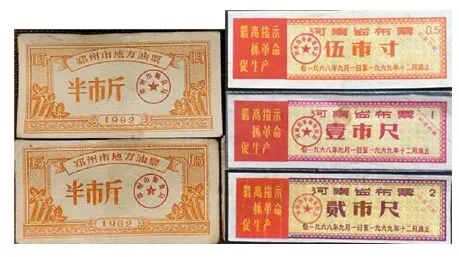 郑州市地方油票
0.5
0.5
半市斤
1982
郑州市地方油票
0.5
0.5
半市斤
1982
最高指示
抓革命
促生产
河南省布票
0.5
伍市寸
自一九六八年九月一日至一九六九年十二月底止
最高指示
抓革命
促生产
河南省布票
1
壹市尺
自一九六八年九月一日至一九六九年十二月底止
最高指示
抓革命
促生产
河南省布票
2
贰市尺
自一九六八年九月一日至一九六九年十二月底止